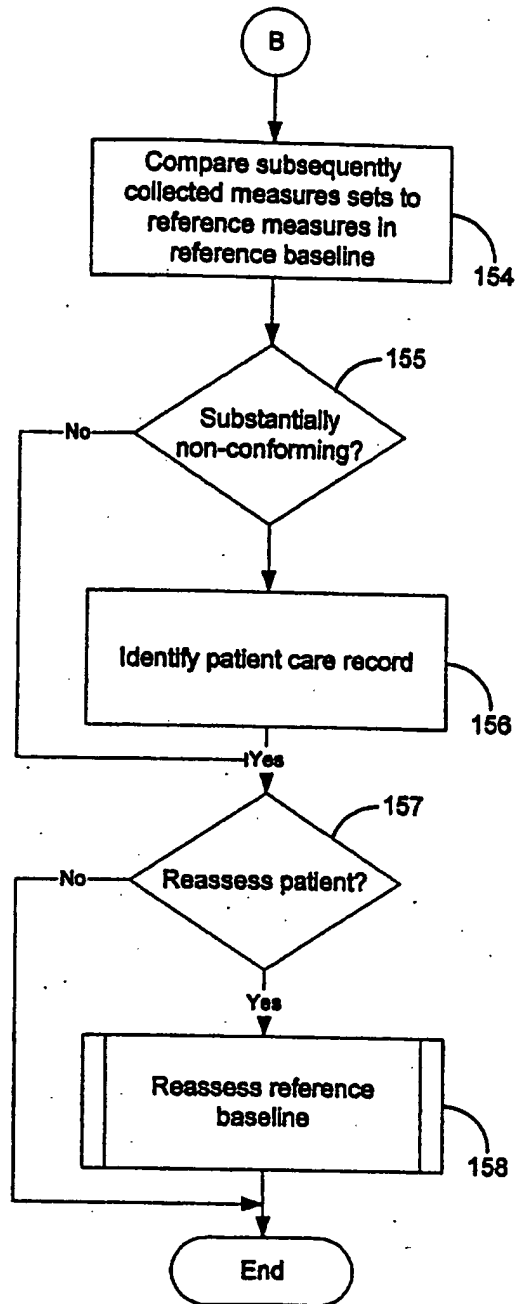 B
Compare subsequently
collected measures sets to
reference measures in
reference baseline
154
155
Substantially
non-conforming?
No
Identify patient care record
156
Yes
157
Reassess patient?
No
Yes
Reassess reference
baseline
158
End